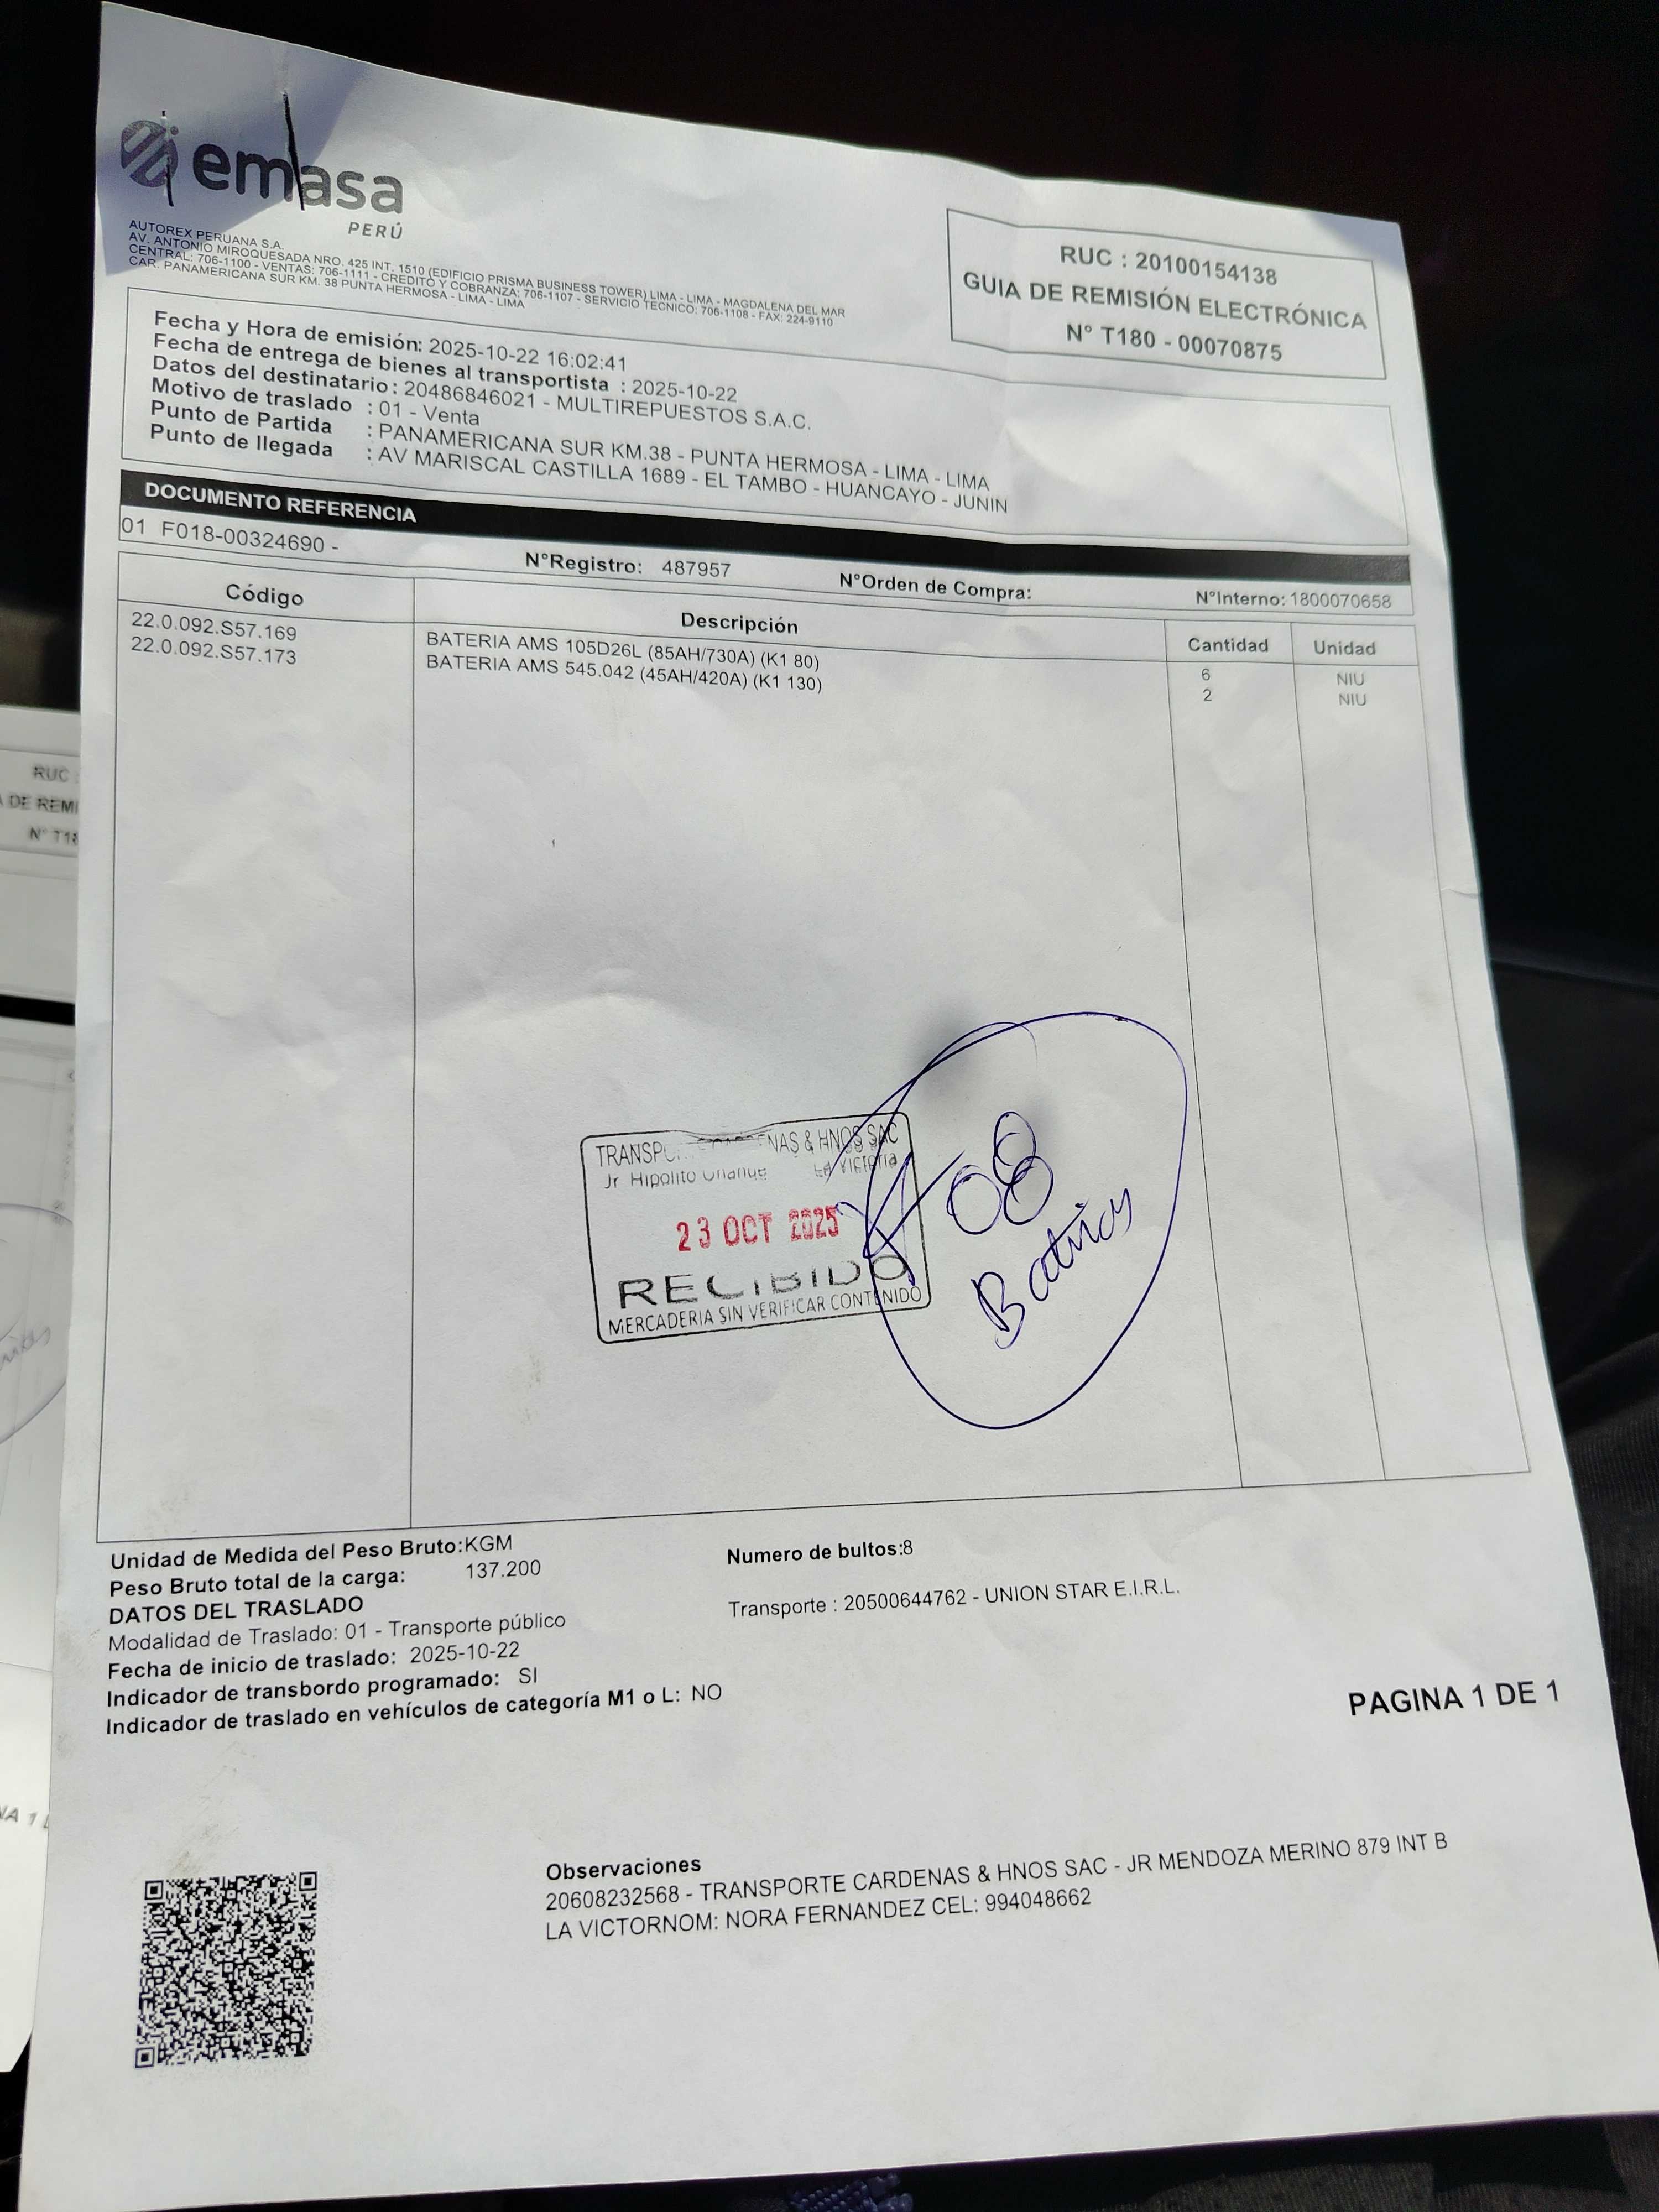 emasa
PERÚ
AUTOREX PERUANA S.A.
AV. ANTONIO MIROQUESADA NRO. 425 INT. 1510 (EDIFICIO PRISMA BUSINESS TOWER) LIMA - LIMA - MAGDALENA DEL MAR
CENTRAL: 706-1100 - VENTAS: 706-1111 - CREDITO Y COBRANZA: 706-1107 - SERVICIO TECNICO: 706-1108 - FAX: 224-9110
CAR. PANAMERICANA SUR KM. 38 PUNTA HERMOSA - LIMA - LIMA
RUC : 20100154138
GUIA DE REMISIÓN ELECTRÓNICA
N° T180 - 00070875
Fecha y Hora de emisión: 2025-10-22 16:02:41
Fecha de entrega de bienes al transportista : 2025-10-22
Datos del destinatario : 20486846021 - MULTIREPUESTOS S.A.C.
Motivo de traslado : 01 - Venta
Punto de Partida : PANAMERICANA SUR KM.38 - PUNTA HERMOSA - LIMA - LIMA
Punto de llegada : AV MARISCAL CASTILLA 1689 - EL TAMBO - HUANCAYO - JUNIN
DOCUMENTO REFERENCIA
01 F018-00324690 - N°Registro: 487957 N°Orden de Compra: N°Interno: 1800070658
Código Descripción Cantidad Unidad
22.0.092.S57.169 BATERIA AMS 105D26L (85AH/730A) (K1 80) 6 NIU
22.0.092.S57.173 BATERIA AMS 545.042 (45AH/420A) (K1 130) 2 NIU
NAS & HNOS SAC
Jr Hipolito La Victoria
23 OCT 2025
RECIBIDO
MERCADERIA SIN VERIFICAR CONTENIDO
08
Unidad de Medida del Peso Bruto: KGM
Peso Bruto total de la carga: 137.200
Numero de bultos:8
DATOS DEL TRASLADO
Modalidad de Traslado: 01 - Transporte público
Transporte : 20500644762 - UNION STAR E.I.R.L.
Fecha de inicio de traslado: 2025-10-22
Indicador de transbordo programado: SI
Indicador de traslado en vehículos de categoría M1 o L: NO
PAGINA 1 DE 1
Observaciones
20608232568 - TRANSPORTE CARDENAS & HNOS SAC - JR MENDOZA MERINO 879 INT B
LA VICTORNOM: NORA FERNANDEZ CEL: 994048662
RUC
DE REMI
N° T18